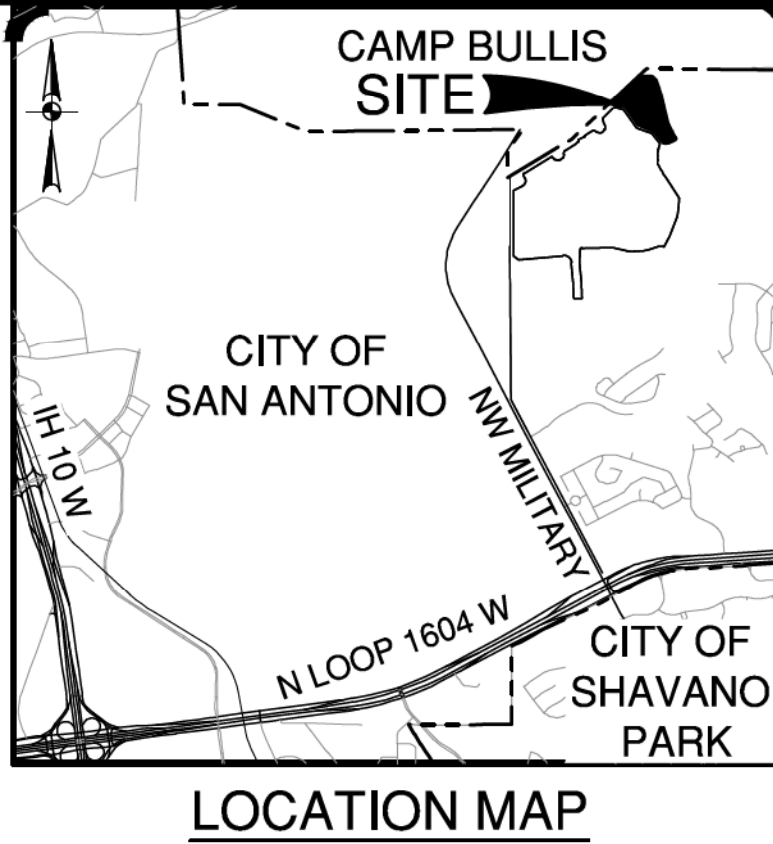 CAMP BULLIS
SITE
CITY OF
SAN ANTONIO
IH 10 W
NW MILITARY
N LOOP 1604 W
CITY OF
SHAVANO
PARK
LOCATION MAP